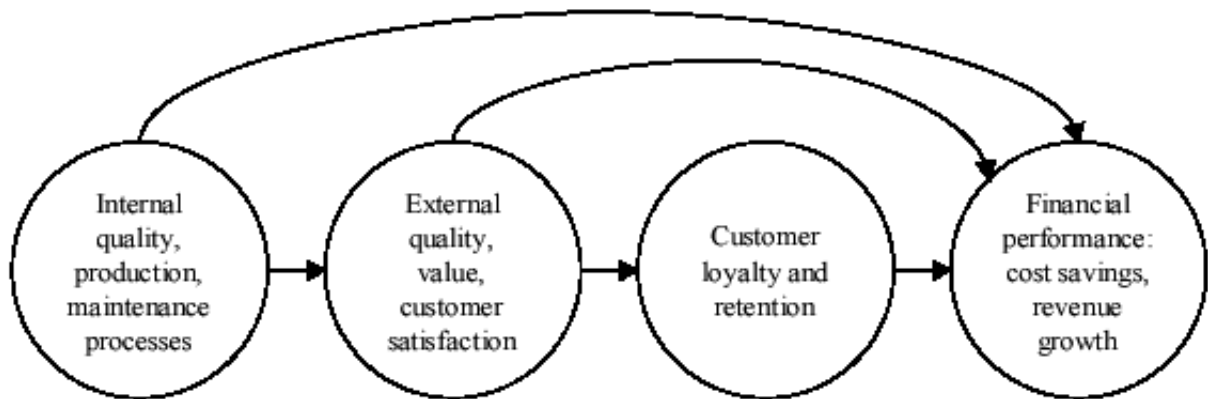 Internal
quality,
production,
maintenance
processes
External
quality,
value,
customer
satisfaction
Customer
loyalty and
retention
Financial
performance:
cost savings,
revenue
growth